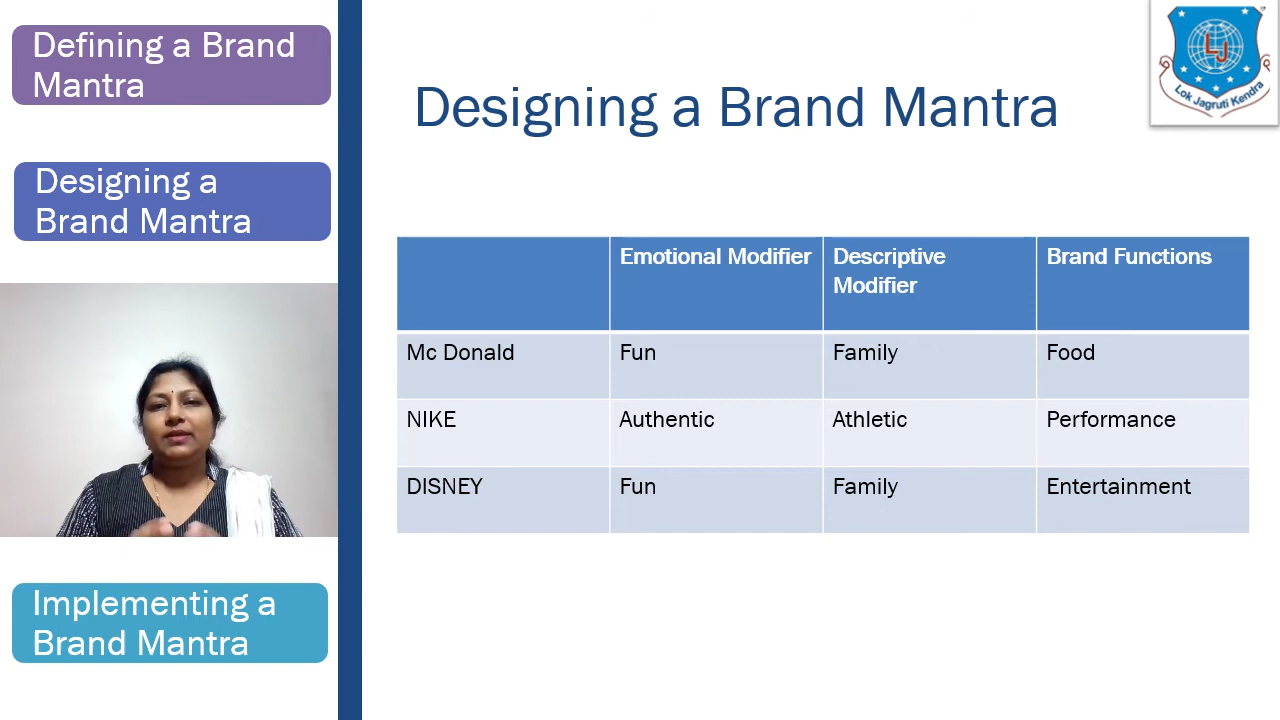 Defining a Brand
Mantra
Designing a
Brand Mantra
Implementing a
Brand Mantra
Designing a Brand Mantra
LJ
Lok Jagruti Kendra
Emotional Modifier
Descriptive
Modifier
Brand Functions
Mc Donald
Fun
Family
Food
NIKE
Authentic
Athletic
Performance
DISNEY
Fun
Family
Entertainment